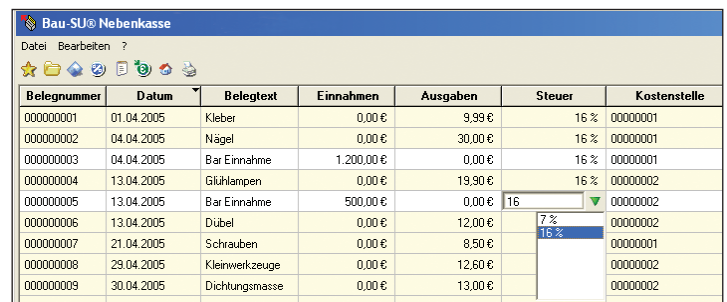 Bau-SU® Nebenkasse
Datei Bearbeiten ?
Belegnummer Datum Belegtext Einnahmen Ausgaben Steuer Kostenstelle
000000001 01.04.2005 Kleber 0,00 € 9,99 € 16 % 00000001
000000002 04.04.2005 Nägel 0,00 € 30,00 € 16 % 00000001
000000003 04.04.2005 Bar Einnahme 1.200,00 € 0,00 € 16 % 00000001
000000004 13.04.2005 Glühlampen 0,00 € 19,90 € 16 % 00000002
000000005 13.04.2005 Bar Einnahme 500,00 € 0,00 € 16 00000002
000000006 13.04.2005 Dübel 0,00 € 12,00 € 7 % 00000002
16 %
000000007 21.04.2005 Schrauben 0,00 € 8,50 € 00000001
000000008 29.04.2005 Kleinwerkzeuge 0,00 € 12,60 € 00000002
000000009 30.04.2005 Dichtungsmasse 0,00 € 13,00 € 00000002